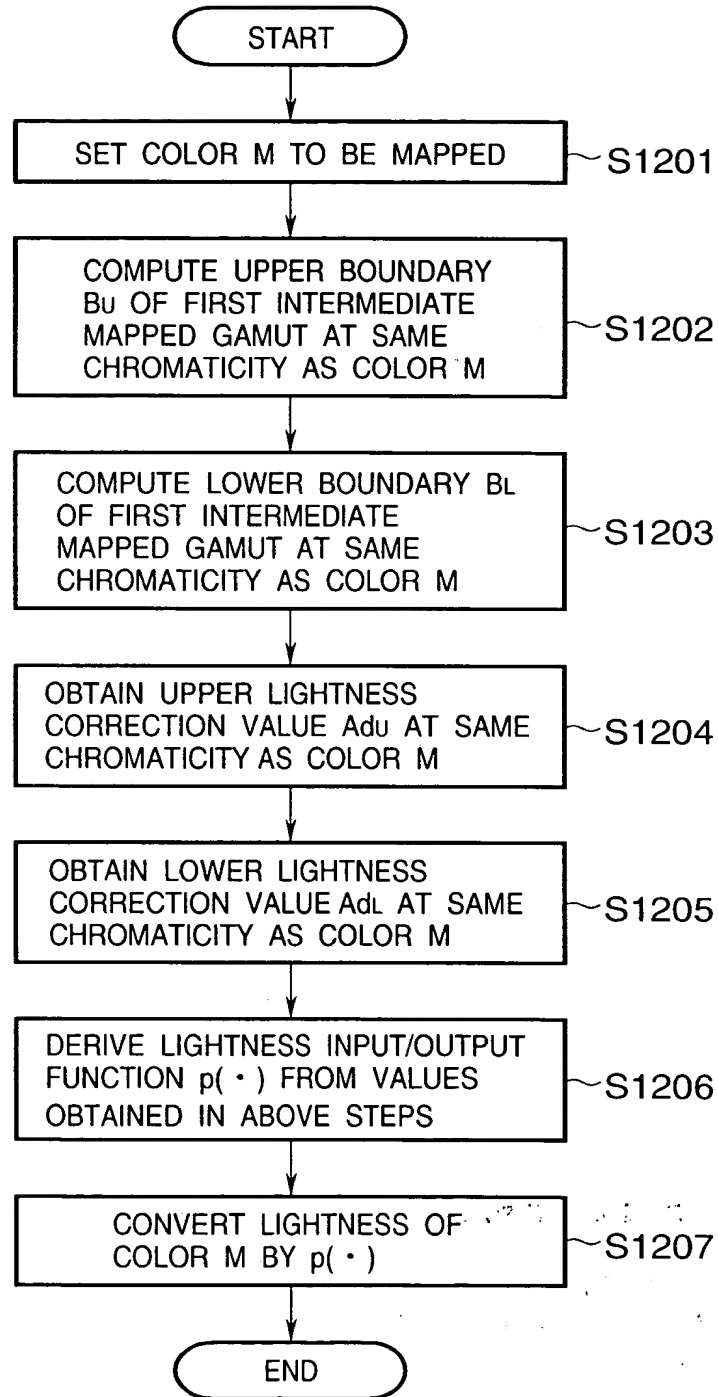 START
SET COLOR M TO BE MAPPED
S1201
COMPUTE UPPER BOUNDARY
BU OF FIRST INTERMEDIATE
MAPPED GAMUT AT SAME
CHROMATICITY AS COLOR M
S1202
COMPUTE LOWER BOUNDARY BL
OF FIRST INTERMEDIATE
MAPPED GAMUT AT SAME
CHROMATICITY AS COLOR M
S1203
OBTAIN UPPER LIGHTNESS
CORRECTION VALUE AdU AT SAME
CHROMATICITY AS COLOR M
S1204
OBTAIN LOWER LIGHTNESS
CORRECTION VALUE AdL AT SAME
CHROMATICITY AS COLOR M
S1205
DERIVE LIGHTNESS INPUT/OUTPUT
FUNCTION p(・) FROM VALUES
OBTAINED IN ABOVE STEPS
S1206
CONVERT LIGHTNESS OF
COLOR M BY p(・)
S1207
END